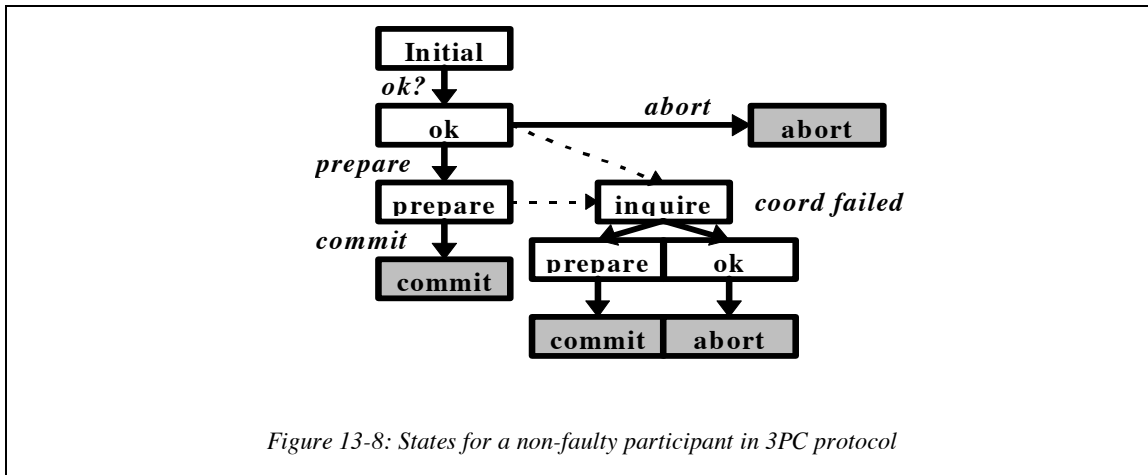 Initial
ok?
ok
abort
abort
prepare
prepare
inquire
coord failed
commit
prepare
ok
commit
commit
abort
Figure 13-8: States for a non-faulty participant in 3PC protocol